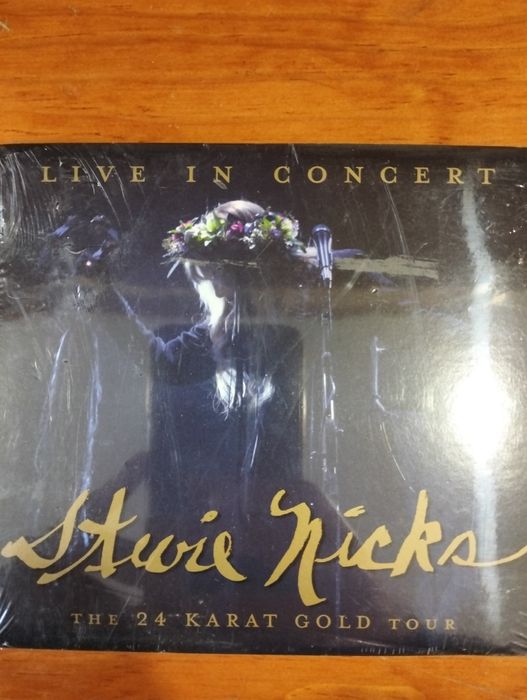 LIVE IN CONCERT
Stevie Nicks
THE 24 KARAT GOLD TOUR